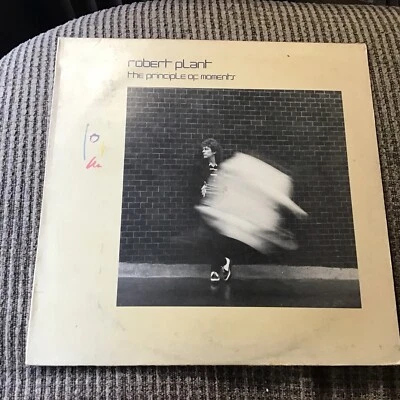 robert plant
the principle of moments